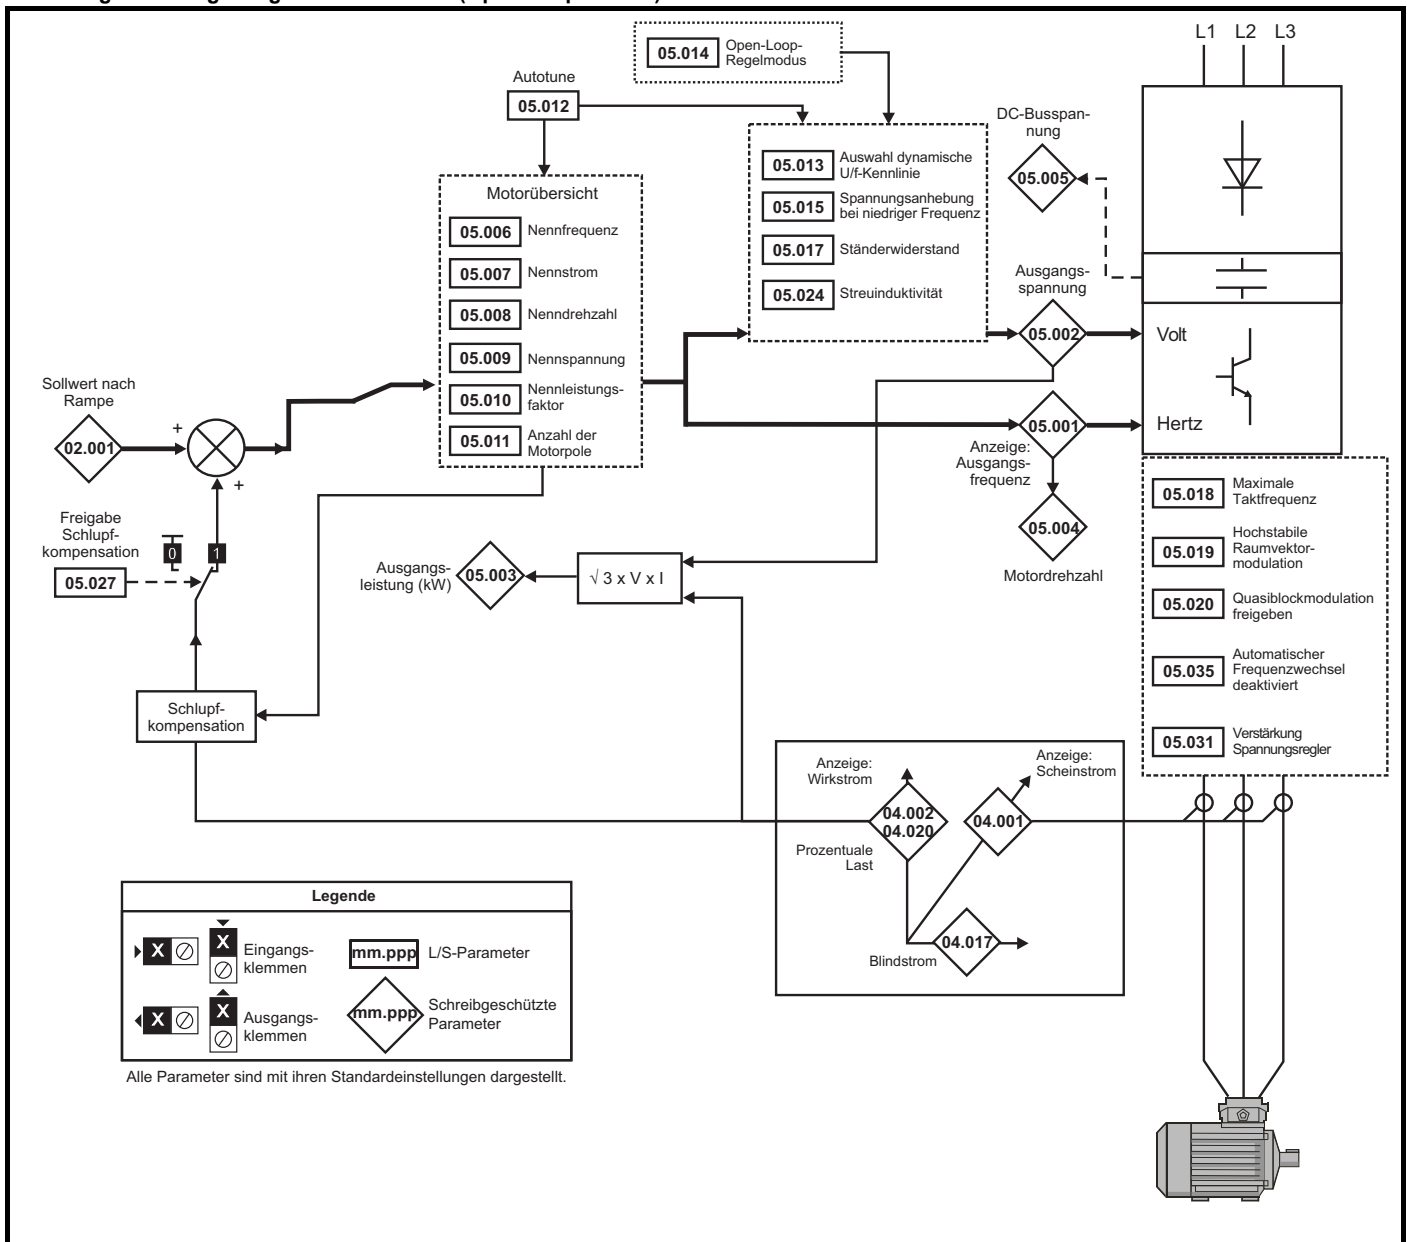 L1 L2 L3
05.014
Open-Loop-
Regelmodus
Autotune
05.012
DC-Busspan-
nung
05.005
05.013
Auswahl dynamische
U/f-Kennlinie
05.015
Spannungsanhebung
bei niedriger Frequenz
05.017
Ständerwiderstand
05.024
Streuinduktivität
Motorübersicht
05.006
Nennfrequenz
05.007
Nennstrom
05.008
Nenndrehzahl
05.009
Nennspannung
05.010
Nennleistungs-
faktor
05.011
Anzahl der
Motorpole
Ausgangs-
spannung
05.002
Volt
Hertz
05.001
Anzeige:
Ausgangs-
frequenz
05.004
Motordrehzahl
Sollwert nach
Rampe
02.001
+
+
Freigabe
Schlupf-
kompensation
05.027
0
1
Ausgangs-
leistung (kW)
05.003
√ 3 x V x I
Schlupf-
kompensation
05.018
Maximale
Taktfrequenz
05.019
Hochstabile
Raumvektor-
modulation
05.020
Quasiblockmodulation
freigeben
05.035
Automatischer
Frequenzwechsel
deaktiviert
05.031
Verstärkung
Spannungsregler
Anzeige:
Wirkstrom
Anzeige:
Scheinstrom
04.002
04.020
04.001
Prozentuale
Last
04.017
Blindstrom
Legende
X
X
Eingangs-
klemmen
mm.ppp
L/S-Parameter
X
X
Ausgangs-
klemmen
mm.ppp
Schreibgeschützte
Parameter
Alle Parameter sind mit ihren Standardeinstellungen dargestellt.